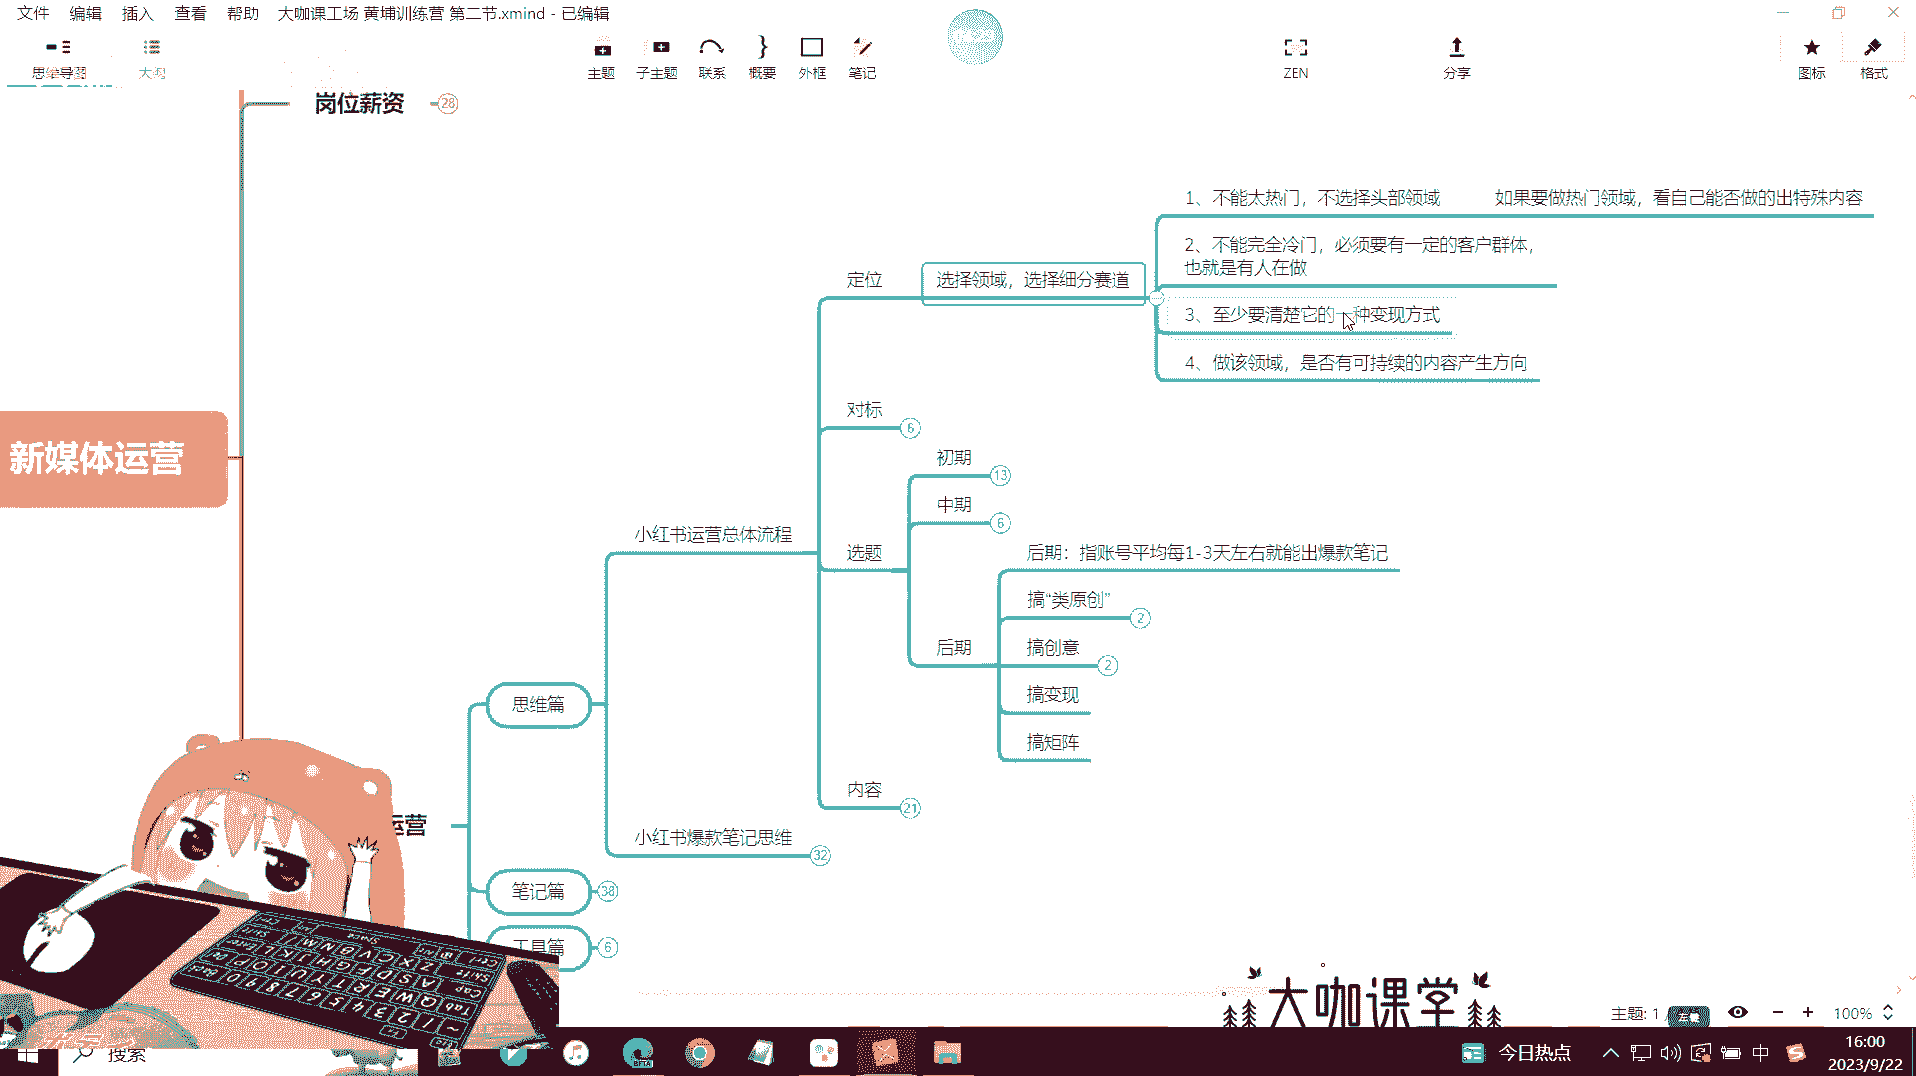 文件 编辑 插入 查看 帮助 大咖课工场 黄埔训练营 第二节.xmind - 已编辑
思维导图 大纲 主题 子主题 联系 概要 外框 笔记 ZEN 分享 图标 格式
岗位薪资 28
1、不能太热门，不选择头部领域 如果要做热门领域，看自己能否做的出特殊内容
2、不能完全冷门，必须要有一定的客户群体，
也就是有人在做
定位 选择领域，选择细分赛道
3、至少要清楚它的一种变现方式
4、做该领域，是否有可持续的内容产生方向
对标 6
新媒体运营
初期 13
中期 6
小红书运营总体流程
选题
后期：指账号平均每1-3天左右就能出爆款笔记
搞“类原创” 2
后期
搞创意 2
搞变现
思维篇
搞矩阵
内容 21
运营
小红书爆款笔记思维 32
笔记篇 38
工具篇 6
大咖课堂
主题: 1 / 100%
搜索 今日热点 中
16:00
2023/9/22